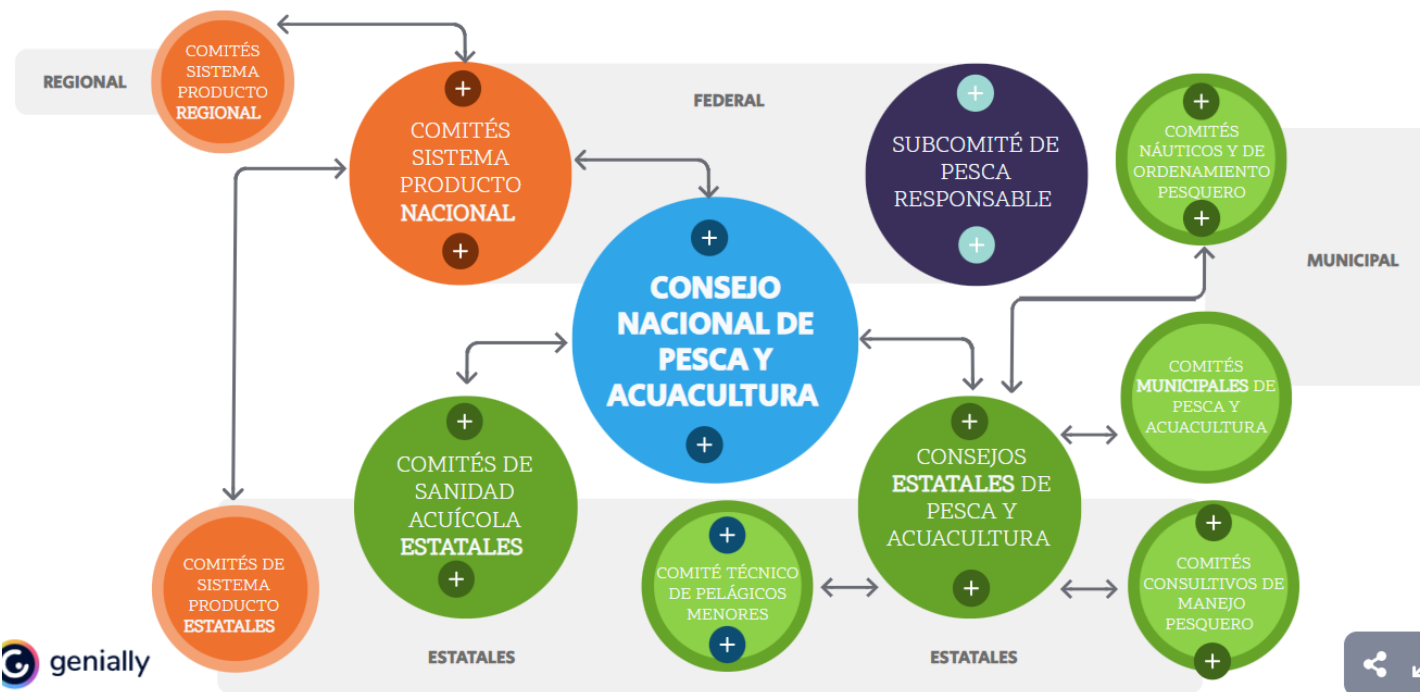 REGIONAL
COMITÉS
SISTEMA
PRODUCTO
REGIONAL
COMITÉS
SISTEMA
PRODUCTO
NACIONAL
FEDERAL
SUBCOMITÉ DE
PESCA
RESPONSABLE
COMITÉS
NÁUTICOS Y DE
ORDENAMIENTO
PESQUERO
MUNICIPAL
CONSEJO
NACIONAL DE
PESCA Y
ACUACULTURA
COMITÉS
MUNICIPALES DE
PESCA Y
ACUACULTURA
COMITÉS DE
SANIDAD
ACUÍCOLA
ESTATALES
CONSEJOS
ESTATALES DE
PESCA Y
ACUACULTURA
COMITÉS DE
SISTEMA
PRODUCTO
ESTATALES
COMITÉ TÉCNICO
DE PELÁGICOS
MENORES
COMITÉS
CONSULTIVOS DE
MANEJO
PESQUERO
genially
ESTATALES
ESTATALES